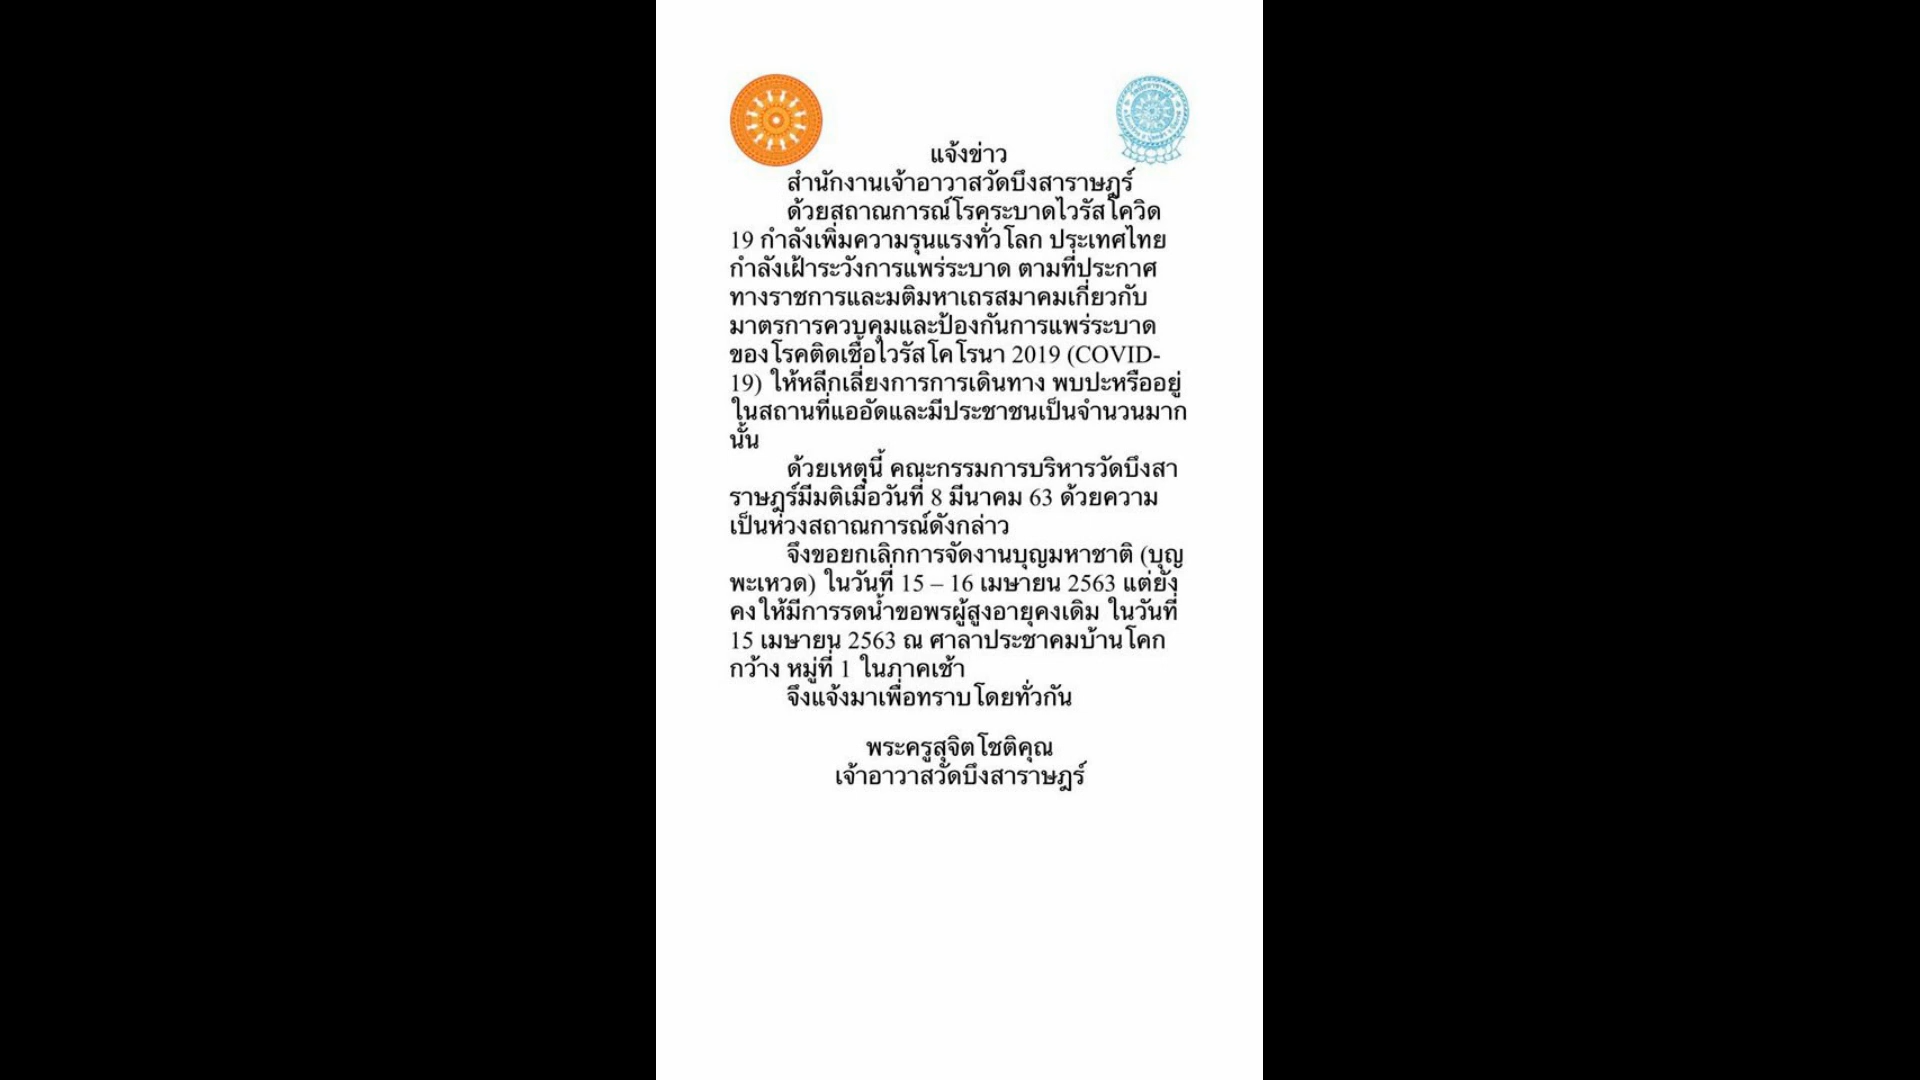 แจ้งข่าว
สำนักงานเจ้าอาวาสวัดบึงสาราษฎร์
ด้วยสถาณการณ์โรคระบาดไวรัสโควิด
19 กำลังเพิ่มความรุนแรงทั่วโลก ประเทศไทย
กำลังเฝ้าระวังการแพร่ระบาด ตามที่ประกาศ
ทางราชการและมติมหาเถรสมาคมเกี่ยวกับ
มาตรการควบคุมและป้องกันการแพร่ระบาด
ของโรคติดเชื้อไวรัสโคโรนา 2019 (COVID-
19) ให้หลีกเลี่ยงการการเดินทาง พบปะหรืออยู่
ในสถานที่แออัดและมีประชาชนเป็นจำนวนมาก
นั้น
ด้วยเหตุนี้ คณะกรรมการบริหารวัดบึงสา
ราษฎร์มีมติเมื่อวันที่ 8 มีนาคม 63 ด้วยความ
เป็นห่วงสถาณการณ์ดังกล่าว
จึงขอยกเลิกการจัดงานบุญมหาชาติ (บุญ
พะเหวด) ในวันที่ 15 – 16 เมษายน 2563 แต่ยัง
คงให้มีการรดน้ำขอพรผู้สูงอายุคงเดิม ในวันที่
15 เมษายน 2563 ณ ศาลาประชาคมบ้านโคก
กว้าง หมู่ที่ 1 ในภาคเช้า
จึงแจ้งมาเพื่อทราบโดยทั่วกัน
พระครูสุจิตโชติคุณ
เจ้าอาวาสวัดบึงสาราษฎร์